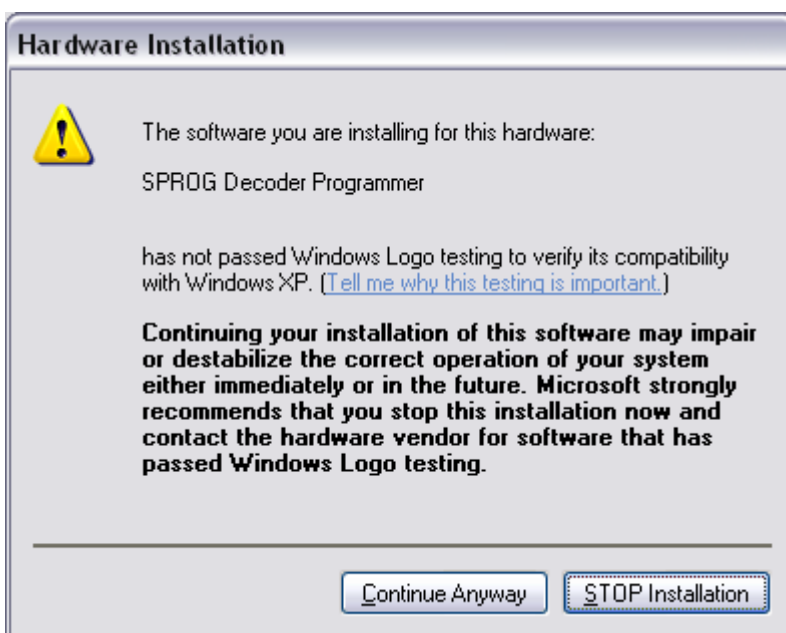 Hardware Installation
The software you are installing for this hardware:
SPROG Decoder Programmer
has not passed Windows Logo testing to verify its compatibility
with Windows XP. (Tell me why this testing is important.)
Continuing your installation of this software may impair
or destabilize the correct operation of your system
either immediately or in the future. Microsoft strongly
recommends that you stop this installation now and
contact the hardware vendor for software that has
passed Windows Logo testing.
Continue Anyway
STOP Installation